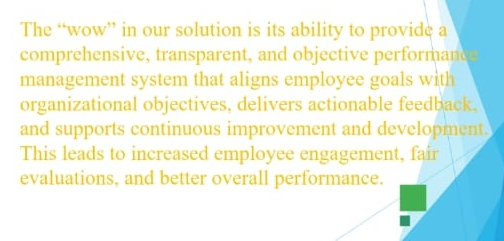 The “wow” in our solution is its ability to provide a
comprehensive, transparent, and objective performance
management system that aligns employee goals with
organizational objectives, delivers actionable feedback,
and supports continuous improvement and development.
This leads to increased employee engagement, fair
evaluations, and better overall performance.